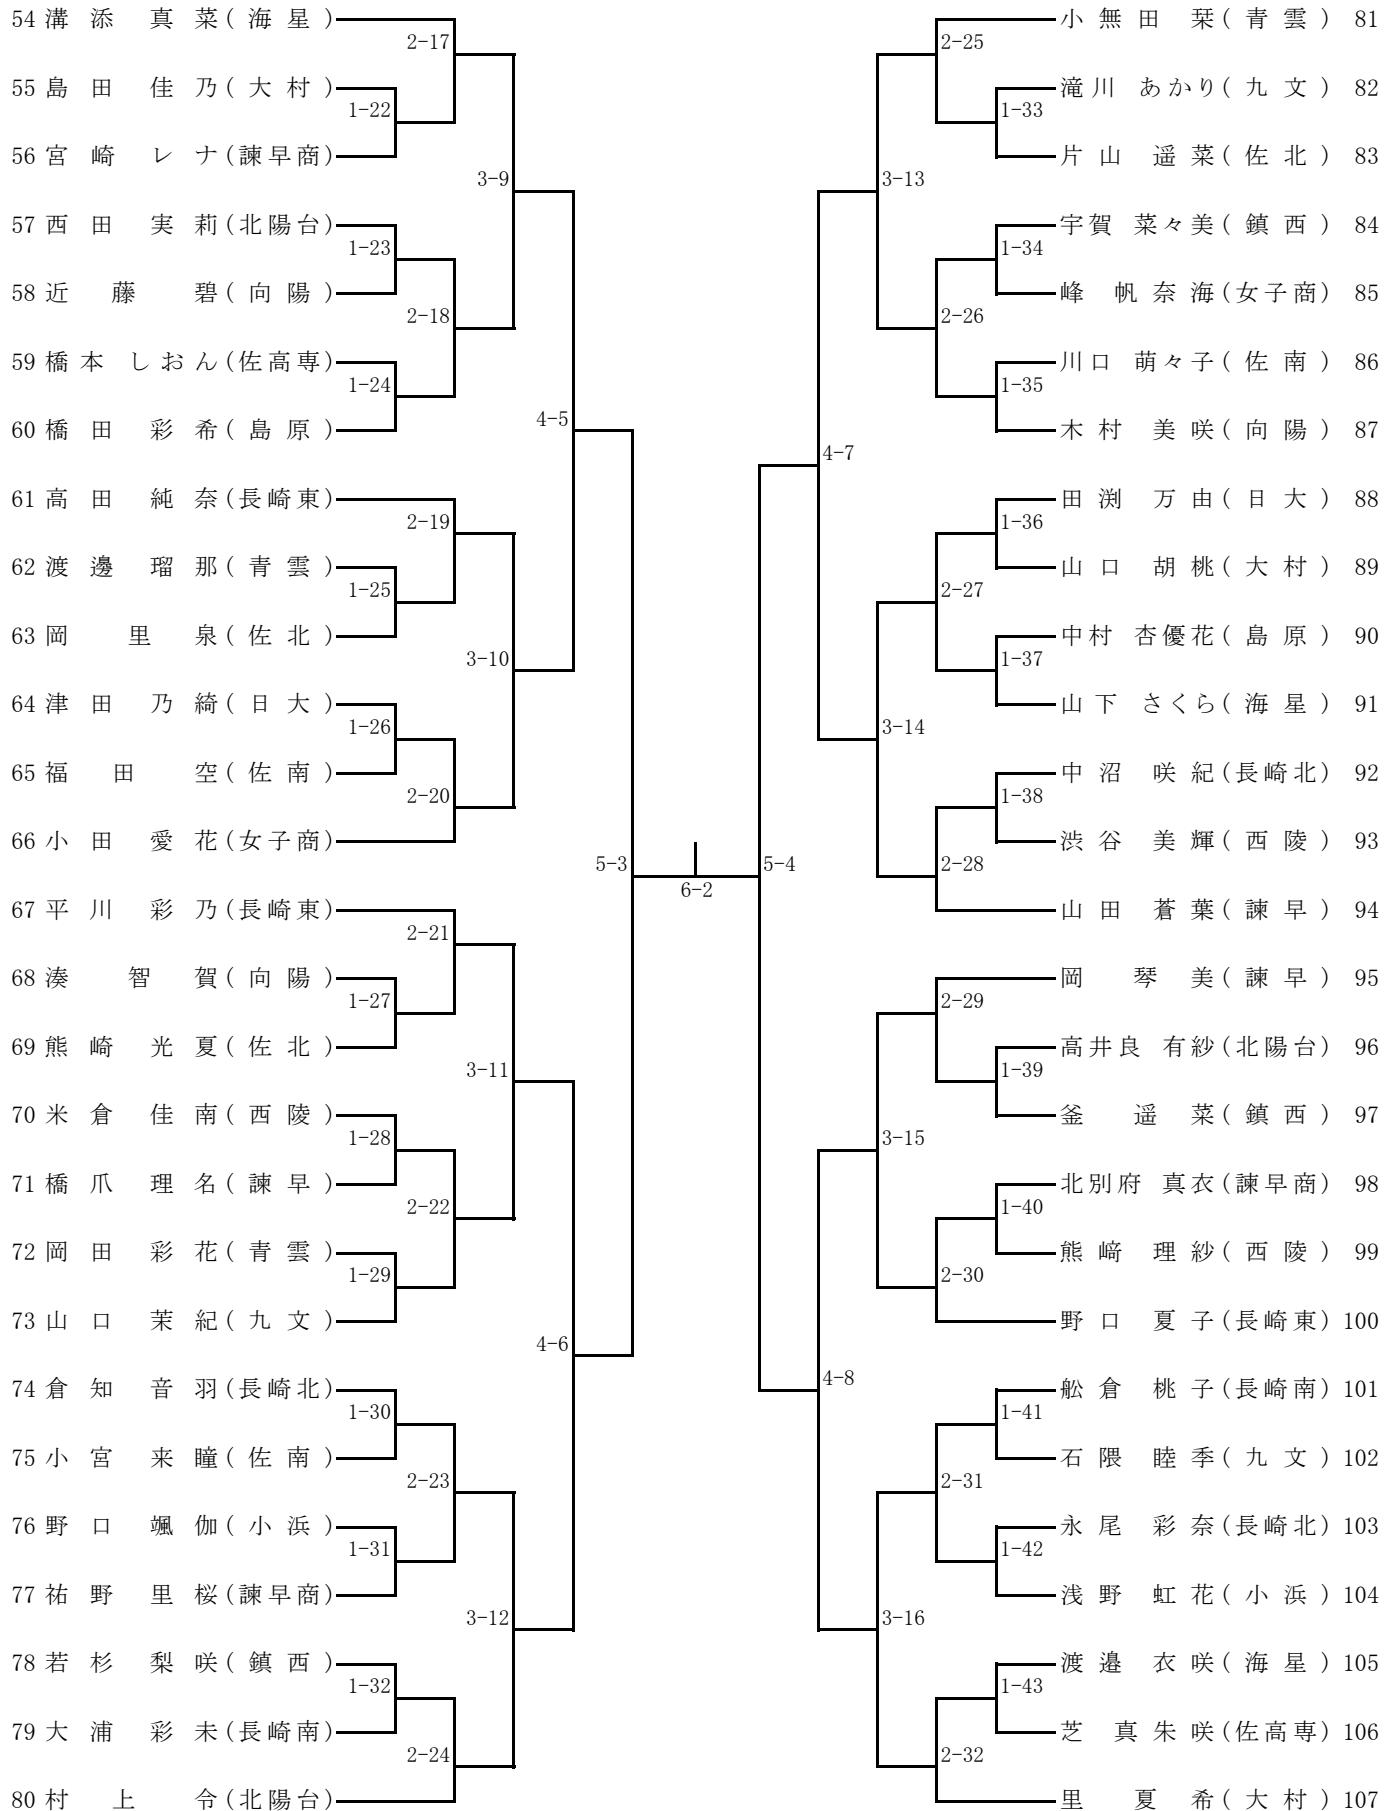 54 溝添 真菜(海星)
2-17
55 島田 佳乃(大村)
1-22
56 宮崎 レナ(諫早商)
3-9
57 西田 実莉(北陽台)
1-23
58 近藤 碧(向陽)
2-18
59 橋本 しおん(佐高専)
1-24
60 橋田 彩希(島原)
4-5
61 高田 純奈(長崎東)
2-19
62 渡邊 瑠那(青雲)
1-25
63 岡 里泉(佐北)
3-10
64 津田 乃綺(日大)
1-26
65 福田 空(佐南)
2-20
66 小田 愛花(女子商)
5-3
67 平川 彩乃(長崎東)
2-21
68 湊 智賀(向陽)
1-27
69 熊崎 光夏(佐北)
3-11
70 米倉 佳南(西陵)
1-28
71 橋爪 理名(諫早)
2-22
72 岡田 彩花(青雲)
1-29
73 山口 茉紀(九文)
4-6
74 倉知 音羽(長崎北)
1-30
75 小宮 来瞳(佐南)
2-23
76 野口 颯伽(小浜)
1-31
77 祐野 里桜(諫早商)
3-12
78 若杉 梨咲(鎮西)
1-32
79 大浦 彩未(長崎南)
2-24
80 村上 令(北陽台)
6-2
小無田 栞(青雲) 81
2-25
滝川 あかり(九文) 82
1-33
片山 遥菜(佐北) 83
3-13
宇賀 菜々美(鎮西) 84
1-34
峰 帆奈海(女子商) 85
2-26
川口 萌々子(佐南) 86
1-35
木村 美咲(向陽) 87
4-7
田渕 万由(日大) 88
1-36
山口 胡桃(大村) 89
2-27
中村 杏優花(島原) 90
1-37
山下 さくら(海星) 91
3-14
中沼 咲紀(長崎北) 92
1-38
渋谷 美輝(西陵) 93
2-28
5-4
山田 蒼葉(諫早) 94
岡 琴美(諫早) 95
2-29
高井良 有紗(北陽台) 96
1-39
釜 遥菜(鎮西) 97
3-15
北別府 真衣(諫早商) 98
1-40
熊﨑 理紗(西陵) 99
2-30
野口 夏子(長崎東) 100
4-8
舩倉 桃子(長崎南) 101
1-41
石隈 睦季(九文) 102
2-31
永尾 彩奈(長崎北) 103
1-42
浅野 虹花(小浜) 104
3-16
渡邉 衣咲(海星) 105
1-43
芝 真朱咲(佐高専) 106
2-32
里 夏希(大村) 107